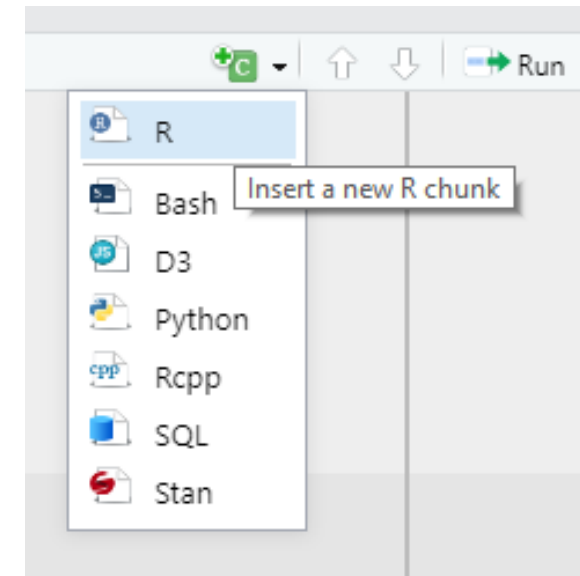 C
Run
R
Insert a new R chunk
Bash
D3
Python
Rcpp
SQL
Stan